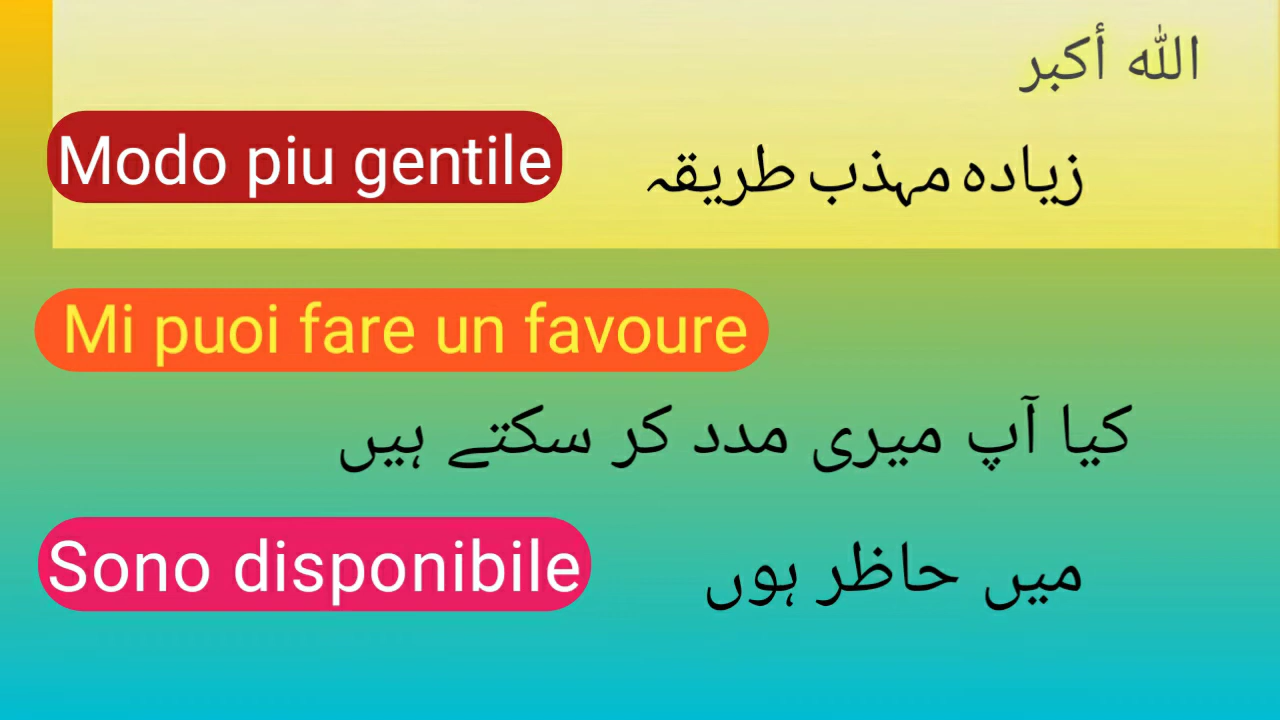 الله أكبر
Modo piu gentile زیادہ مہذب طریقہ
Mi puoi fare un favoure
کیا آپ میری مدد کر سکتے ہیں
Sono disponibile میں حاظر ہوں